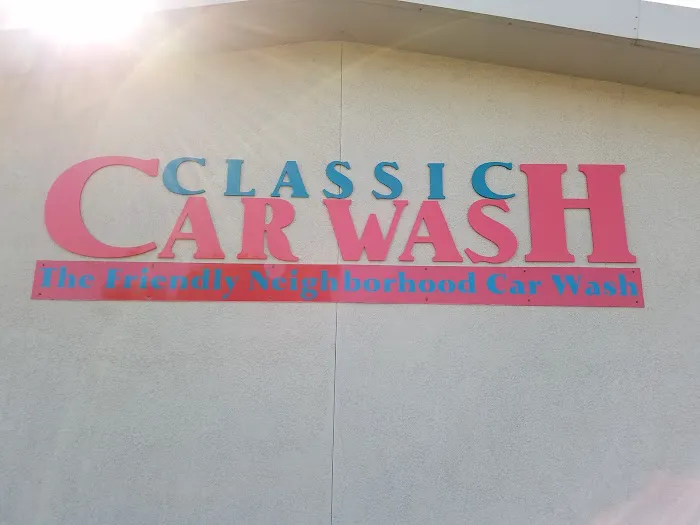 CLASSIC
CAR WASH
The Friendly Neighborhood Car Wash